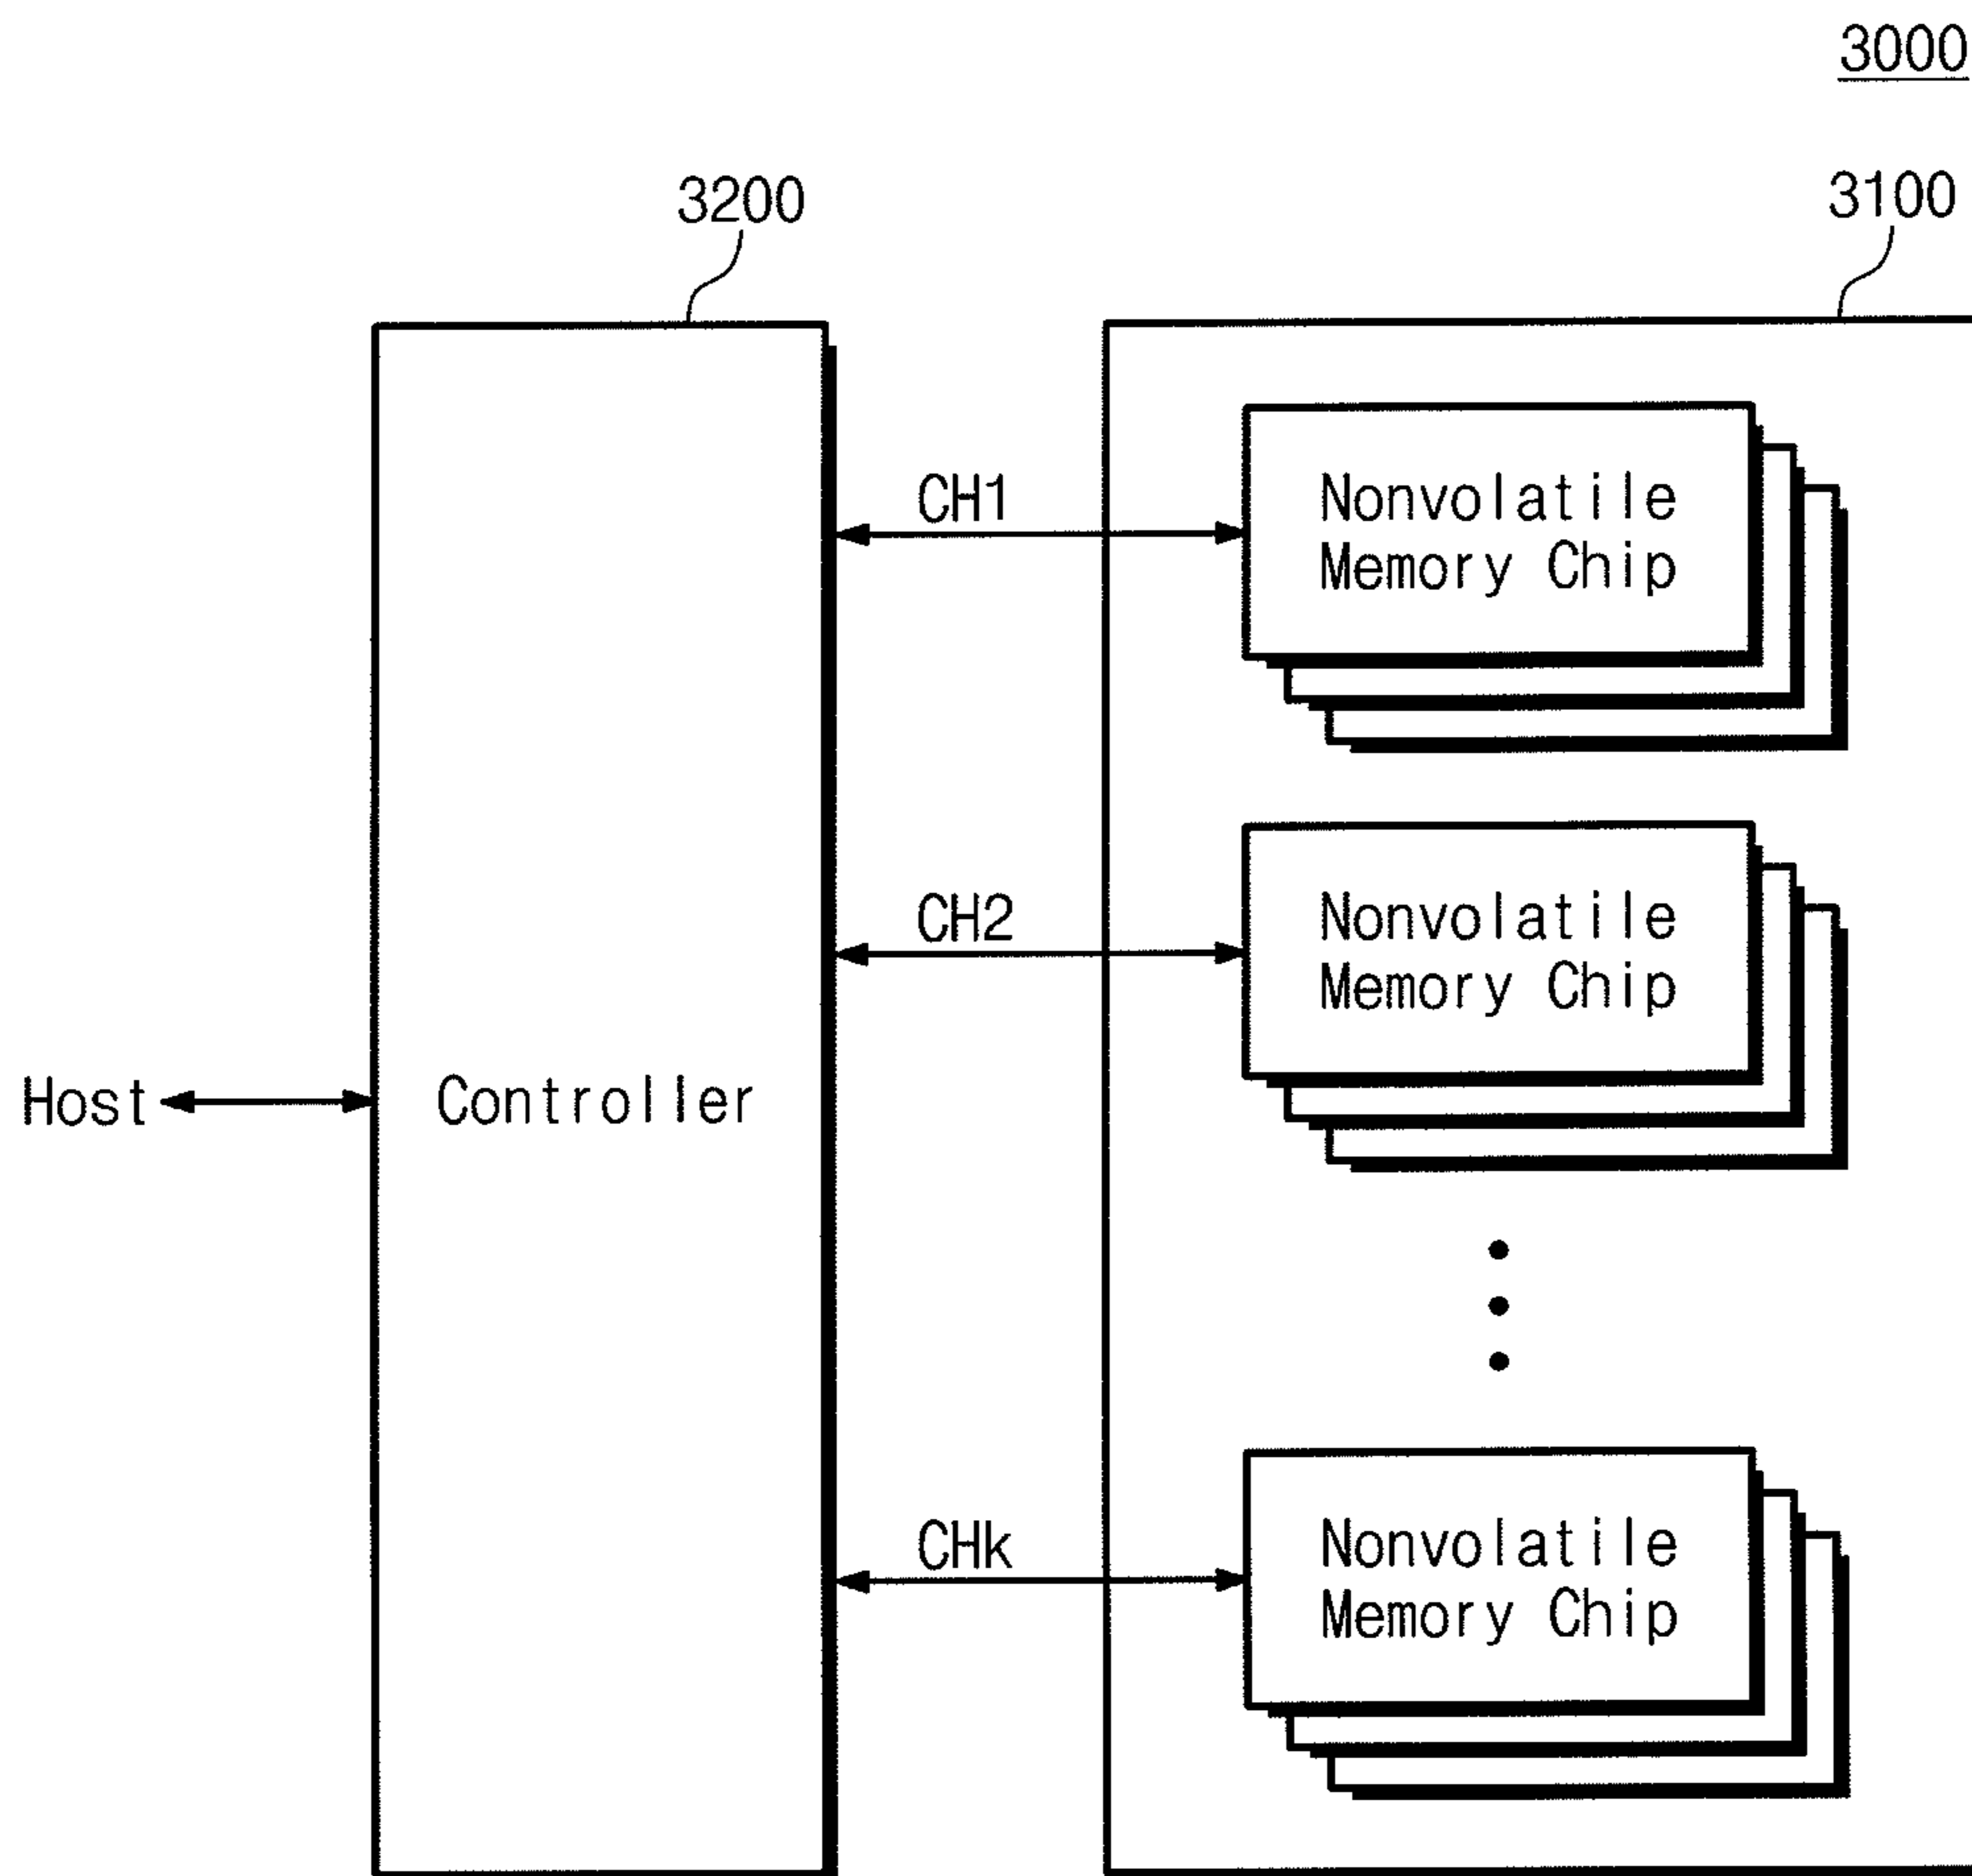 3000
3200
3100
CH1
Nonvolatile
Memory Chip
CH2
Nonvolatile
Memory Chip
Host
Controller
CHk
Nonvolatile
Memory Chip